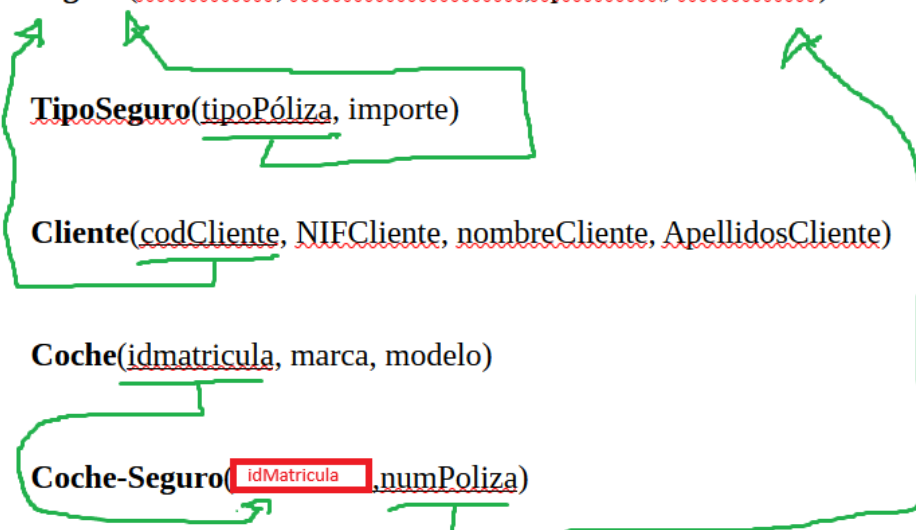 TipoSeguro(tipoPóliza, importe)
Cliente(codCliente, NIFCliente, nombreCliente, ApellidosCliente)
Coche(idmatricula, marca, modelo)
Coche-Seguro( idMatricula ,numPoliza)